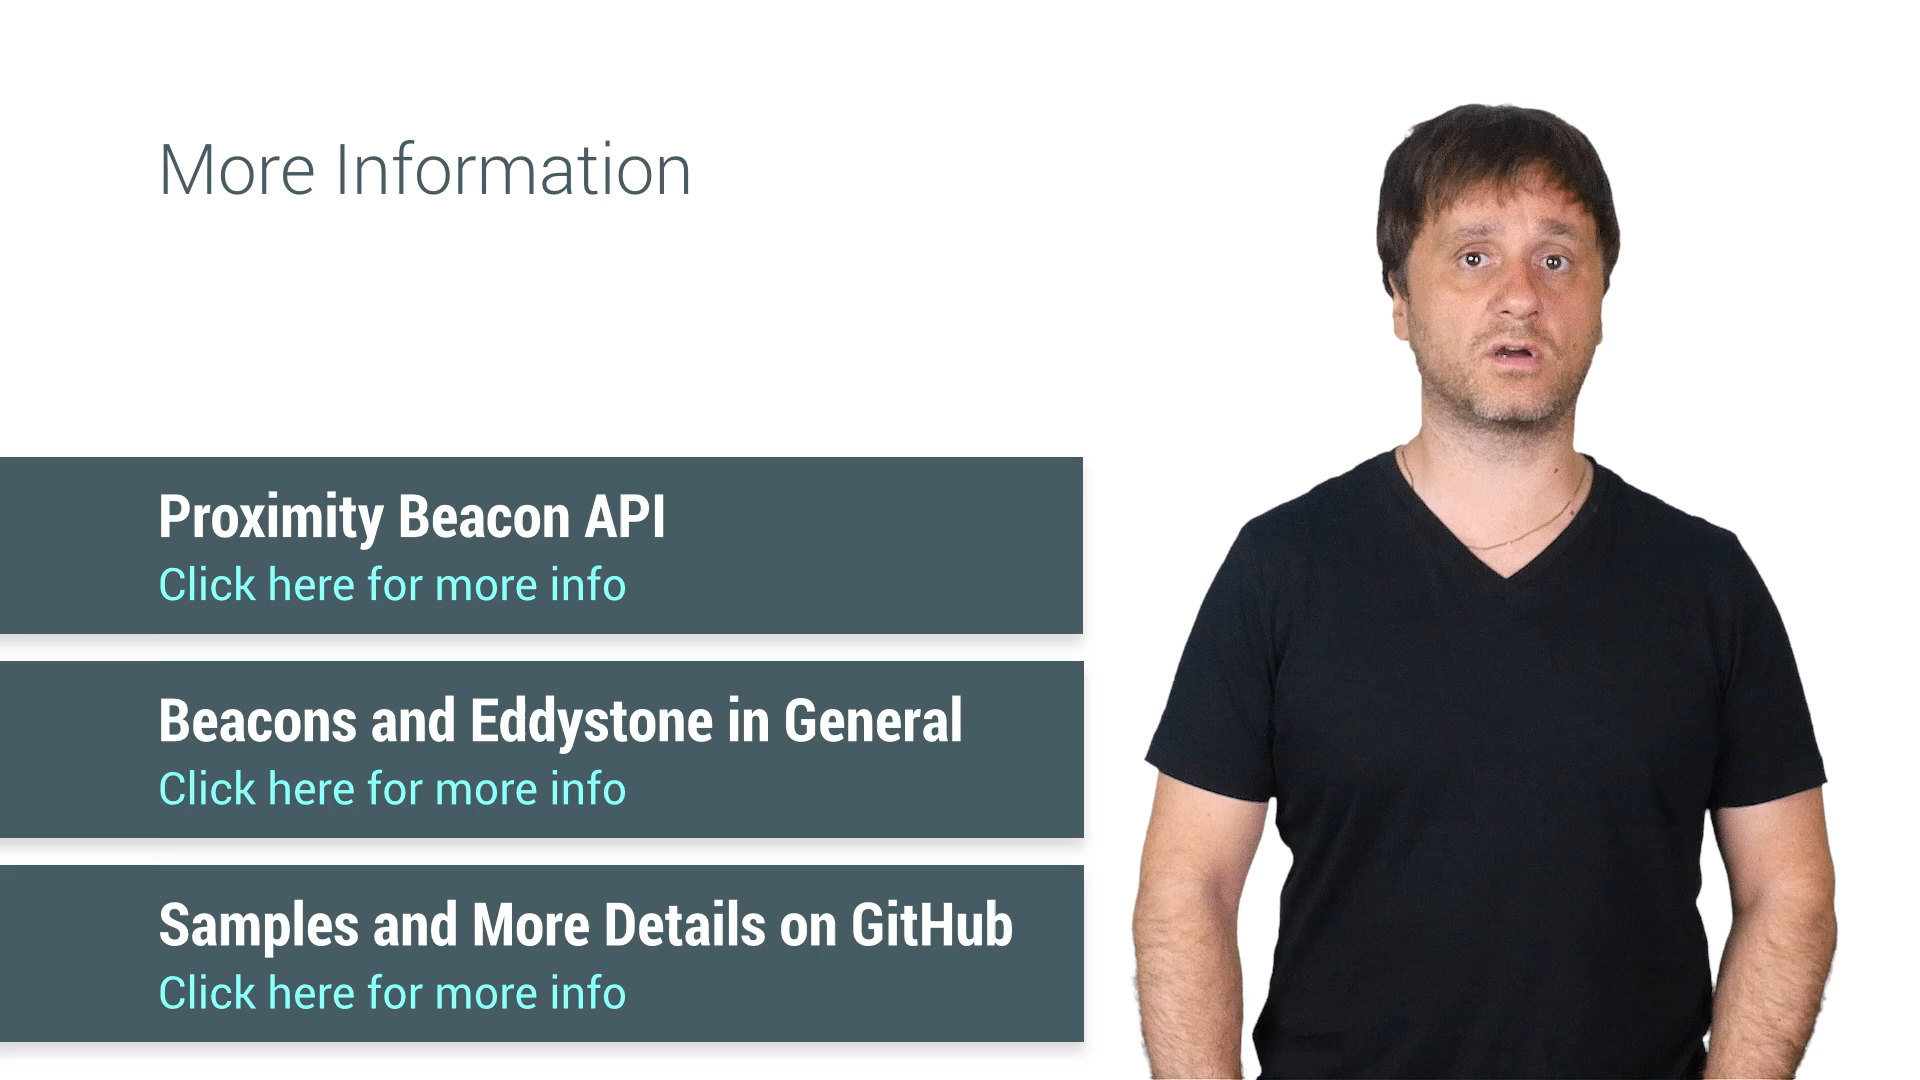 More Information
Proximity Beacon API
Click here for more info
Beacons and Eddystone in General
Click here for more info
Samples and More Details on GitHub
Click here for more info